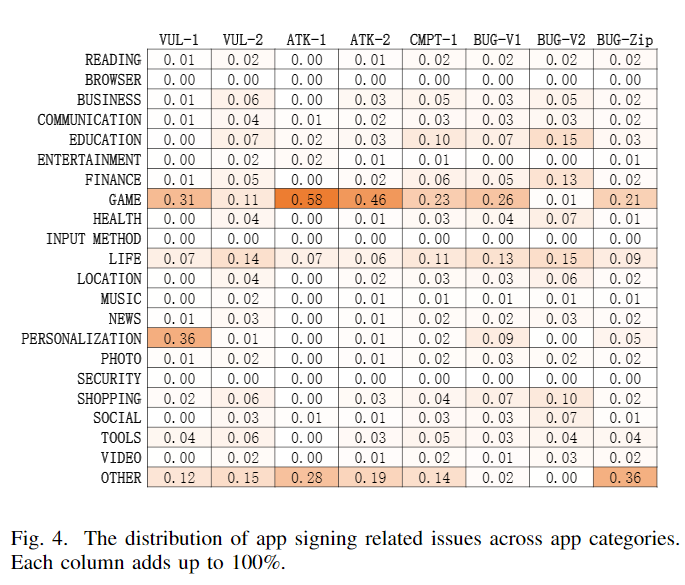 VUL-1 VUL-2 ATK-1 ATK-2 CMPT-1 BUG-V1 BUG-V2 BUG-Zip
READING 0.01 0.02 0.00 0.01 0.02 0.02 0.02 0.02
BROWSER 0.00 0.00 0.00 0.00 0.00 0.00 0.00 0.00
BUSINESS 0.01 0.06 0.00 0.03 0.05 0.03 0.05 0.02
COMMUNICATION 0.01 0.04 0.01 0.02 0.03 0.03 0.03 0.02
EDUCATION 0.00 0.07 0.02 0.03 0.10 0.07 0.15 0.03
ENTERTAINMENT 0.00 0.02 0.02 0.01 0.01 0.00 0.00 0.01
FINANCE 0.01 0.05 0.00 0.02 0.06 0.05 0.13 0.02
GAME 0.31 0.11 0.58 0.46 0.23 0.26 0.01 0.21
HEALTH 0.00 0.04 0.00 0.01 0.03 0.04 0.07 0.01
INPUT METHOD 0.00 0.00 0.00 0.00 0.00 0.00 0.00 0.00
LIFE 0.07 0.14 0.07 0.06 0.11 0.13 0.15 0.09
LOCATION 0.00 0.04 0.00 0.02 0.03 0.03 0.06 0.02
MUSIC 0.00 0.02 0.00 0.01 0.01 0.01 0.01 0.01
NEWS 0.01 0.03 0.00 0.01 0.02 0.02 0.03 0.02
PERSONALIZATION 0.36 0.01 0.00 0.01 0.02 0.09 0.00 0.05
PHOTO 0.01 0.02 0.00 0.01 0.02 0.03 0.02 0.02
SECURITY 0.00 0.00 0.00 0.00 0.00 0.00 0.00 0.00
SHOPPING 0.02 0.06 0.00 0.03 0.04 0.07 0.10 0.02
SOCIAL 0.00 0.03 0.01 0.01 0.03 0.03 0.07 0.01
TOOLS 0.04 0.06 0.00 0.03 0.05 0.03 0.04 0.04
VIDEO 0.00 0.02 0.00 0.01 0.02 0.01 0.03 0.02
OTHER 0.12 0.15 0.28 0.19 0.14 0.02 0.00 0.36
Fig. 4. The distribution of app signing related issues across app categories.
Each column adds up to 100%.